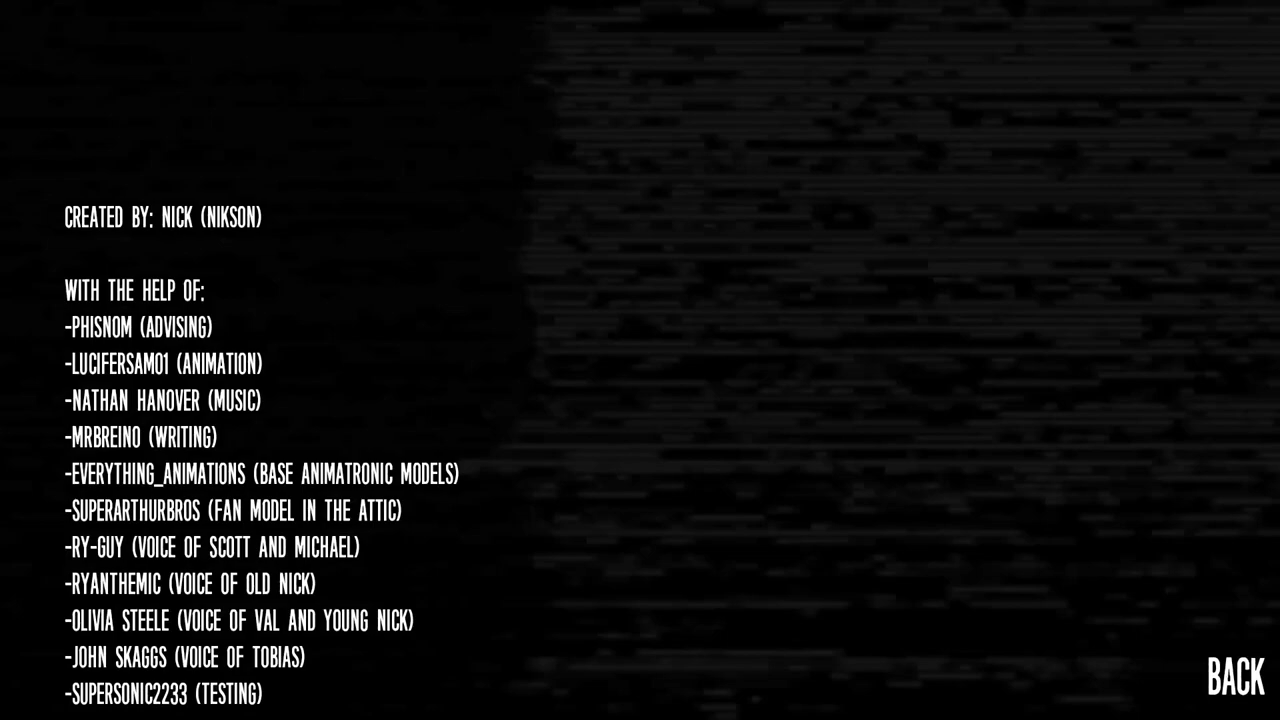 CREATED BY: NICK (NIKSON)
WITH THE HELP OF:
-PHISNOM (ADVISING)
-LUCIFERSAM01 (ANIMATION)
-NATHAN HANOVER (MUSIC)
-MRBREINO (WRITING)
-EVERYTHING_ANIMATIONS (BASE ANIMATRONIC MODELS)
-SUPERARTHURBROS (FAN MODEL IN THE ATTIC)
-RY-GUY (VOICE OF SCOTT AND MICHAEL)
-RYANTHEMIC (VOICE OF OLD NICK)
-OLIVIA STEELE (VOICE OF VAL AND YOUNG NICK)
-JOHN SKAGGS (VOICE OF TOBIAS)
-SUPERSONIC2233 (TESTING)
BACK